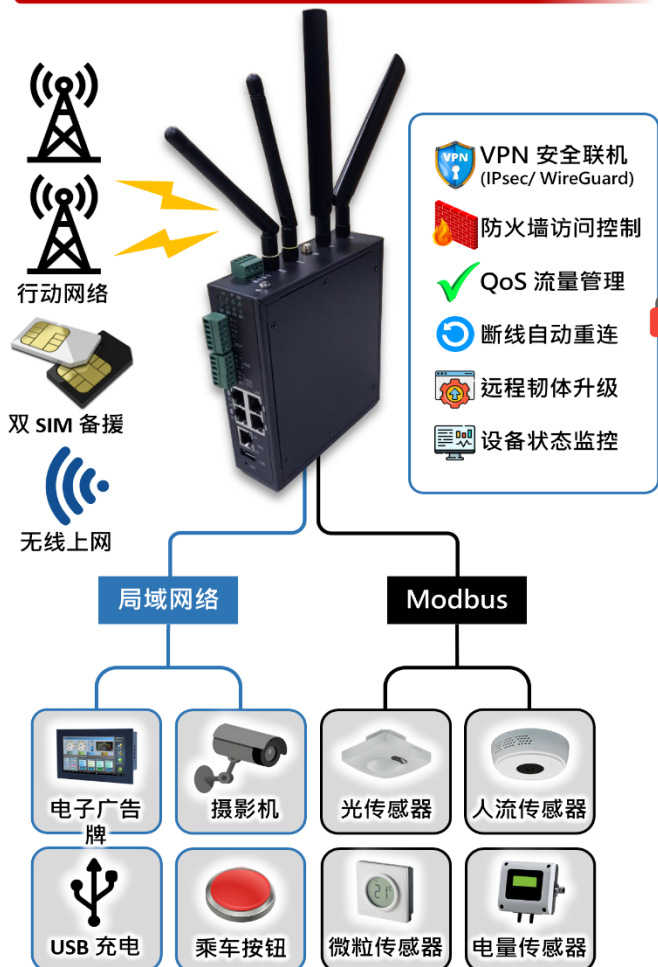 VPN
VPN 安全联机
(IPsec/ WireGuard)
防火墙访问控制
QoS 流量管理
断线自动重连
远程韧体升级
设备状态监控
行动网络
双 SIM 备援
无线上网
局域网络
Modbus
电子广告
牌
摄影机
光传感器
人流传感器
USB 充电
乘车按钮
微粒传感器
电量传感器